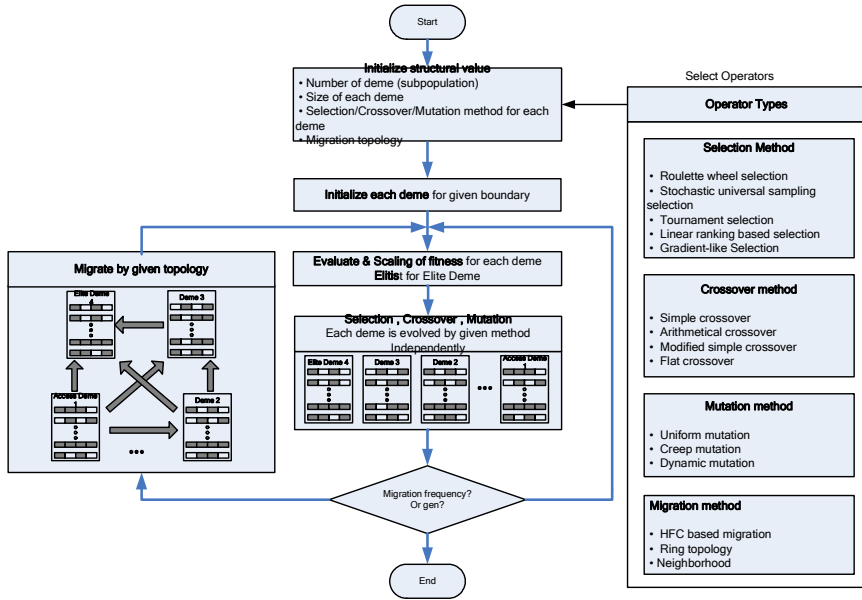 Start
Initialize structural value
• Number of deme (subpopulation)
• Size of each deme
• Selection/Crossover/Mutation method for each
deme
• Migration topology
Initialize each deme for given boundary
Evaluate & Scaling of fitness for each deme
Elitist for Elite Deme
Selection , Crossover , Mutation
Each deme is evolved by given method
Independently
Elite Deme 4
Deme 3
Deme 2
Access Deme
1
Migration frequency?
Or gen?
End
Migrate by given topology
Elite Deme
4
Deme 3
Access Deme
1
Deme 2
Select Operators
Operator Types
Selection Method
• Roulette wheel selection
• Stochastic universal sampling
selection
• Tournament selection
• Linear ranking based selection
• Gradient-like Selection
Crossover method
• Simple crossover
• Arithmetical crossover
• Modified simple crossover
• Flat crossover
Mutation method
• Uniform mutation
• Creep mutation
• Dynamic mutation
Migration method
• HFC based migration
• Ring topology
• Neighborhood